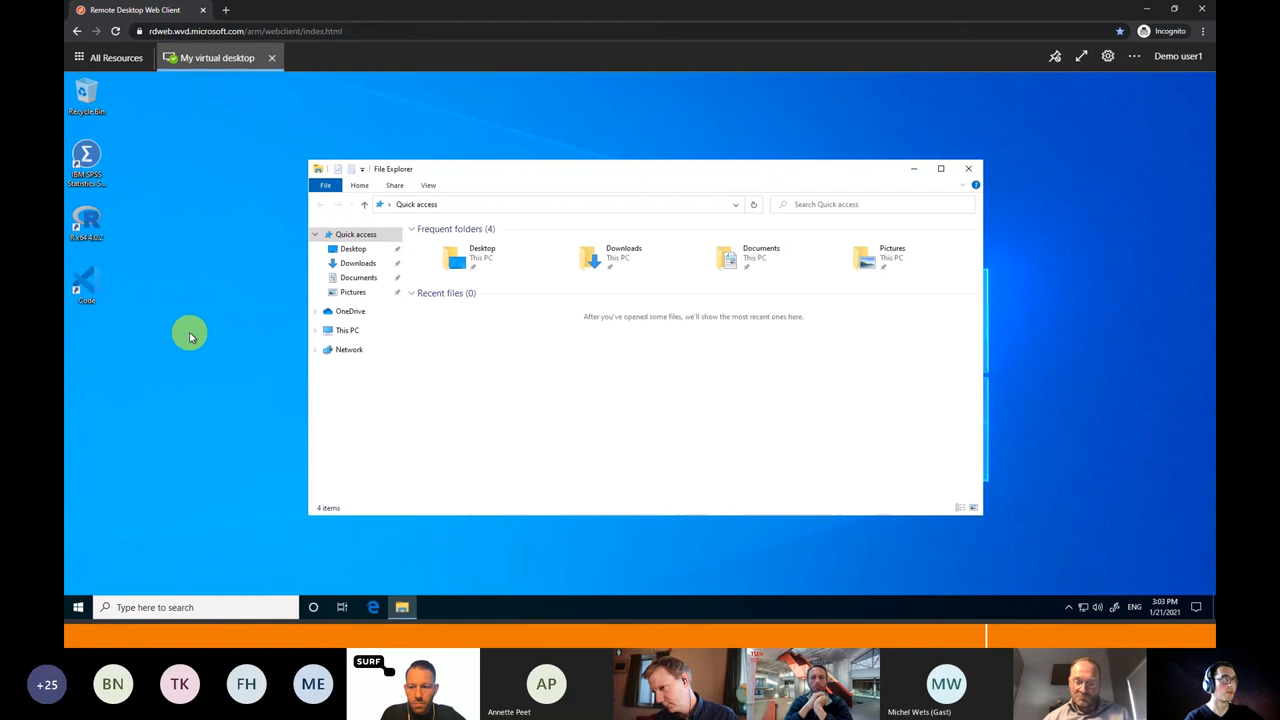 Remote Desktop Web Client
rdweb.wvd.microsoft.com/arm/webclient/index.html
Incognito
All Resources
My virtual desktop
Demo user1
Recycle Bin
IBM SPSS
Statistics S...
R x64 4.0.2
Code
File Explorer
File Home Share View
Quick access
Search Quick access
Quick access
Desktop
Downloads
Documents
Pictures
OneDrive
This PC
Network
Frequent folders (4)
Desktop
This PC
Downloads
This PC
Documents
This PC
Pictures
This PC
Recent files (0)
After you've opened some files, we'll show the most recent ones here.
4 items
Type here to search
ENG
3:03 PM
1/21/2021
+25
BN
TK
FH
ME
SURF
AP
Annette Peet
MW
Michel Wets (Gast)